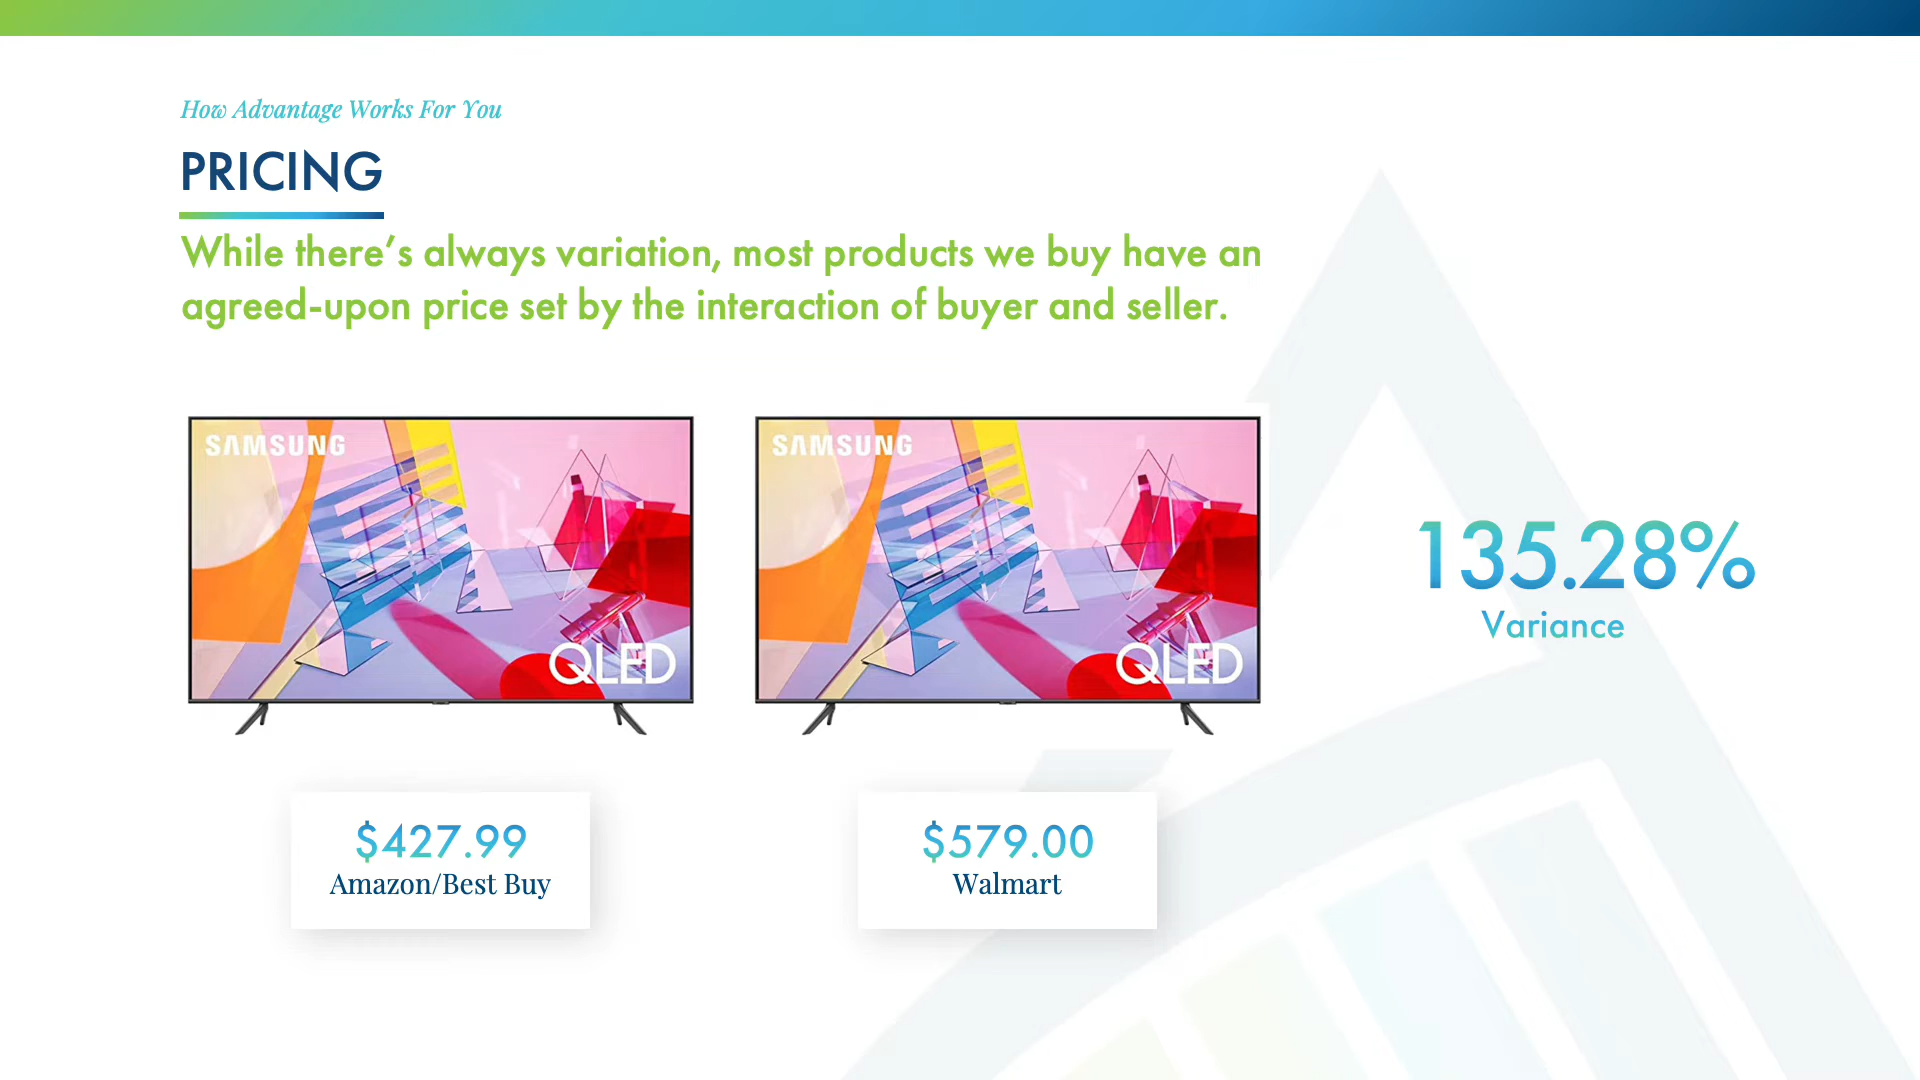 How Advantage Works For You
PRICING
While there’s always variation, most products we buy have an
agreed-upon price set by the interaction of buyer and seller.
SAMSUNG
QLED
SAMSUNG
QLED
135.28%
Variance
$427.99
Amazon/Best Buy
$579.00
Walmart